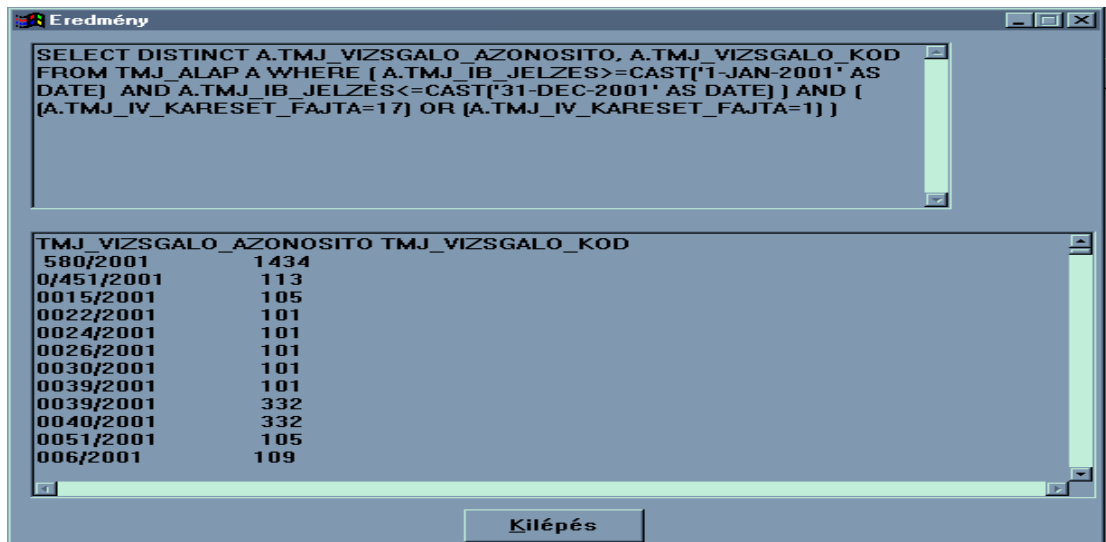 Eredmény
SELECT DISTINCT A.TMJ_VIZSGALO_AZONOSITO, A.TMJ_VIZSGALO_KOD
FROM TMJ_ALAP A WHERE ( A.TMJ_IB_JELZES>=CAST('1-JAN-2001' AS
DATE) AND A.TMJ_IB_JELZES<=CAST('31-DEC-2001' AS DATE) ) AND (
(A.TMJ_IV_KARESET_FAJTA=17) OR (A.TMJ_IV_KARESET_FAJTA=1) )
TMJ_VIZSGALO_AZONOSITO TMJ_VIZSGALO_KOD
580/2001 1434
0/451/2001 113
0015/2001 105
0022/2001 101
0024/2001 101
0026/2001 101
0030/2001 101
0039/2001 101
0039/2001 332
0040/2001 332
0051/2001 105
006/2001 109
Kilépés